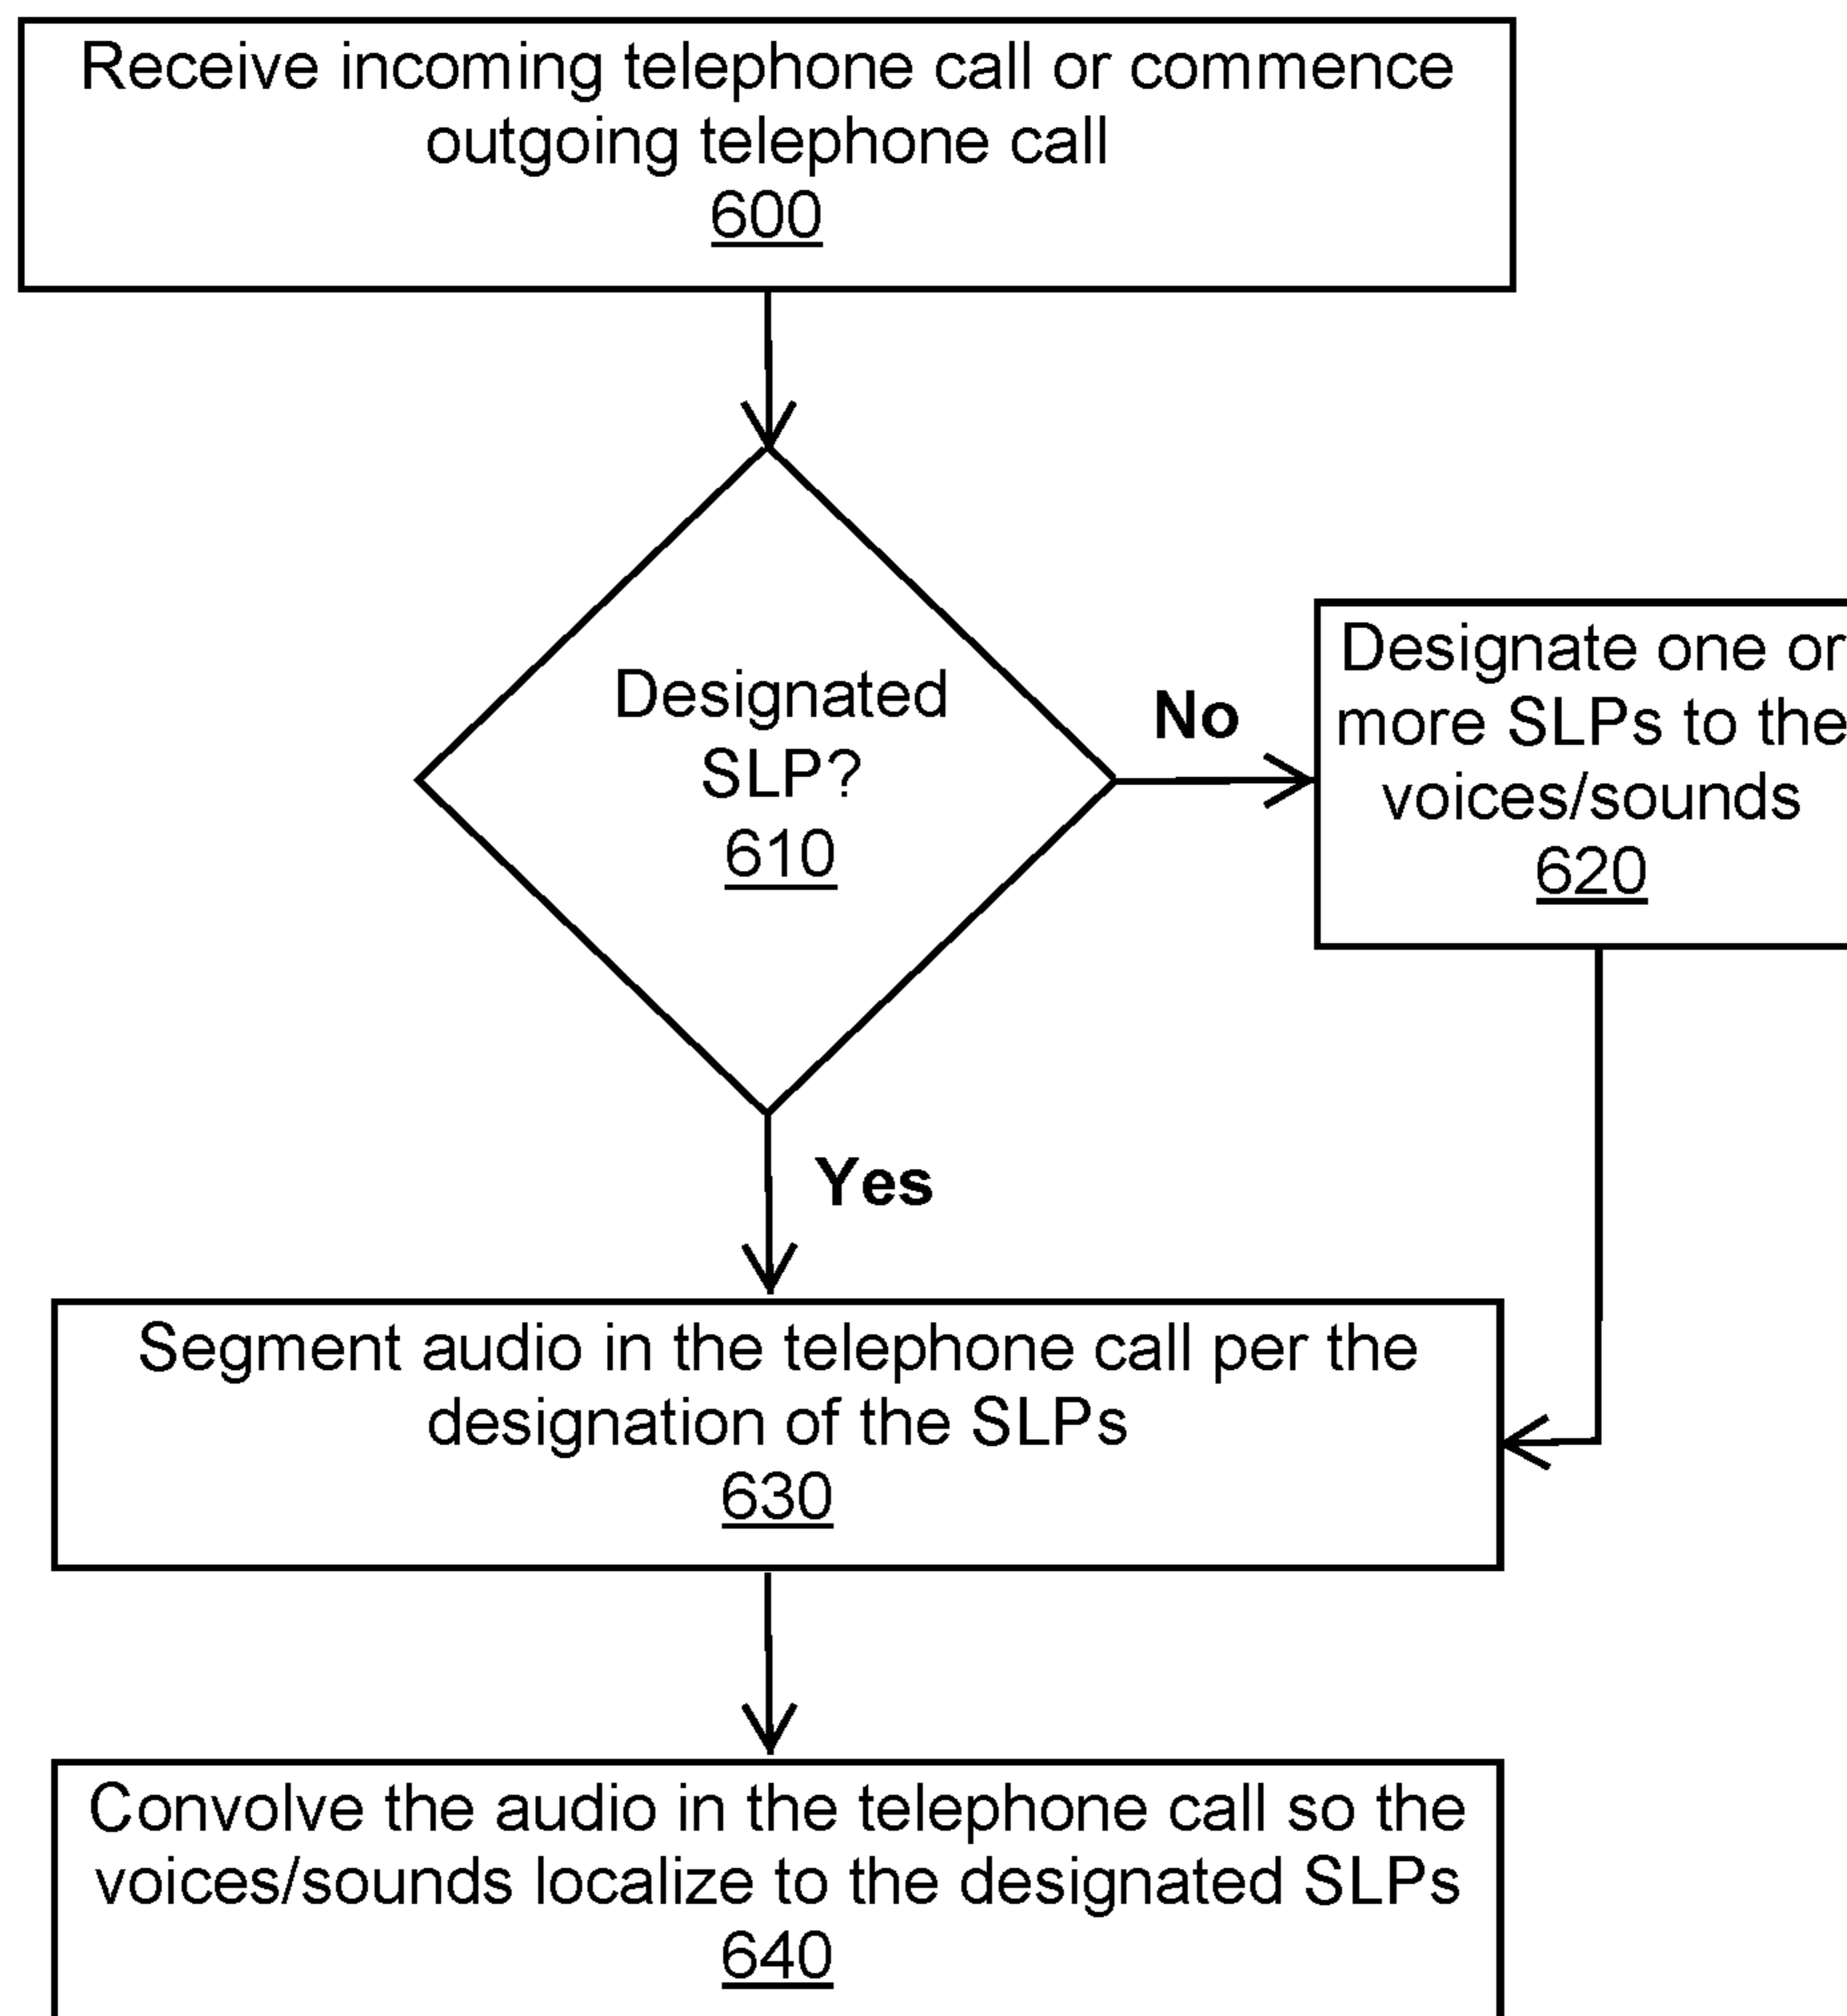 Receive incoming telephone call or commence
outgoing telephone call
600
Designated
SLP?
610
No
Designate one or
more SLPs to the
voices/sounds
620
Yes
Segment audio in the telephone call per the
designation of the SLPs
630
Convolve the audio in the telephone call so the
voices/sounds localize to the designated SLPs
640